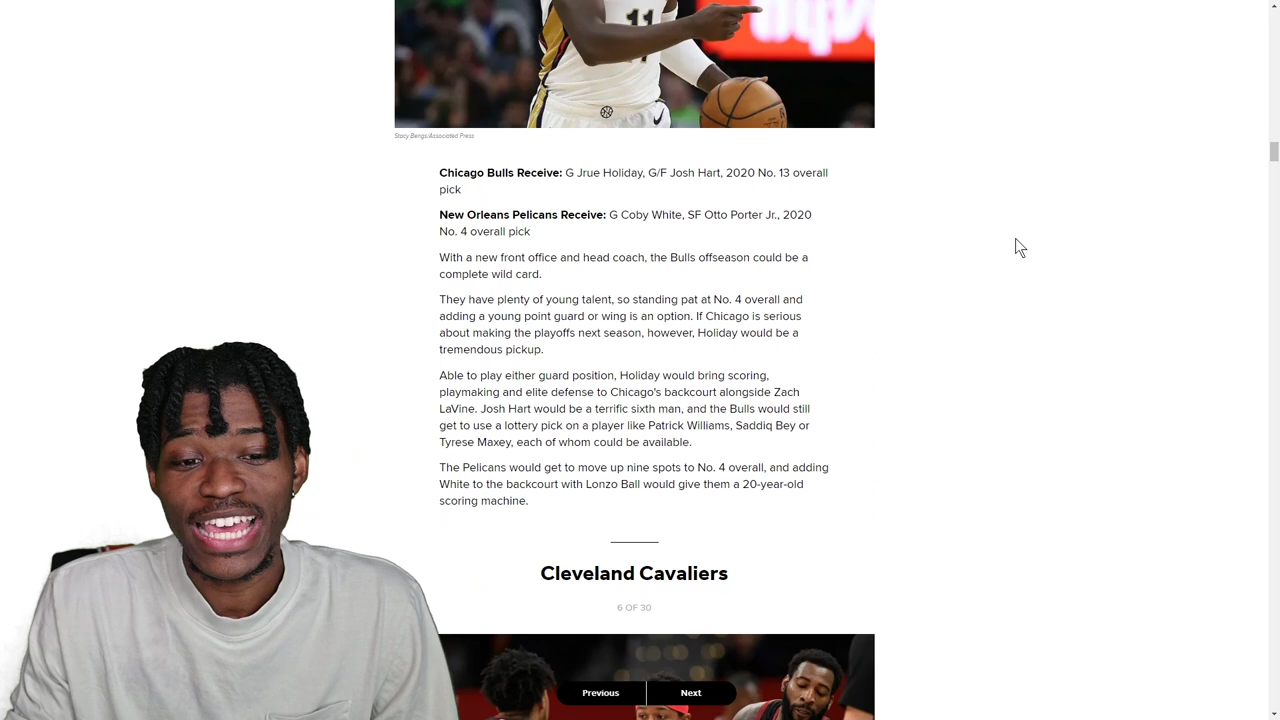 11
Stacy Bengs/Associated Press
Chicago Bulls Receive: G Jrue Holiday, G/F Josh Hart, 2020 No. 13 overall
pick
New Orleans Pelicans Receive: G Coby White, SF Otto Porter Jr., 2020
No. 4 overall pick
With a new front office and head coach, the Bulls offseason could be a
complete wild card.
They have plenty of young talent, so standing pat at No. 4 overall and
adding a young point guard or wing is an option. If Chicago is serious
about making the playoffs next season, however, Holiday would be a
tremendous pickup.
Able to play either guard position, Holiday would bring scoring,
playmaking and elite defense to Chicago's backcourt alongside Zach
LaVine. Josh Hart would be a terrific sixth man, and the Bulls would still
get to use a lottery pick on a player like Patrick Williams, Saddiq Bey or
Tyrese Maxey, each of whom could be available.
The Pelicans would get to move up nine spots to No. 4 overall, and adding
White to the backcourt with Lonzo Ball would give them a 20-year-old
scoring machine.
Cleveland Cavaliers
6 OF 30
Previous
Next